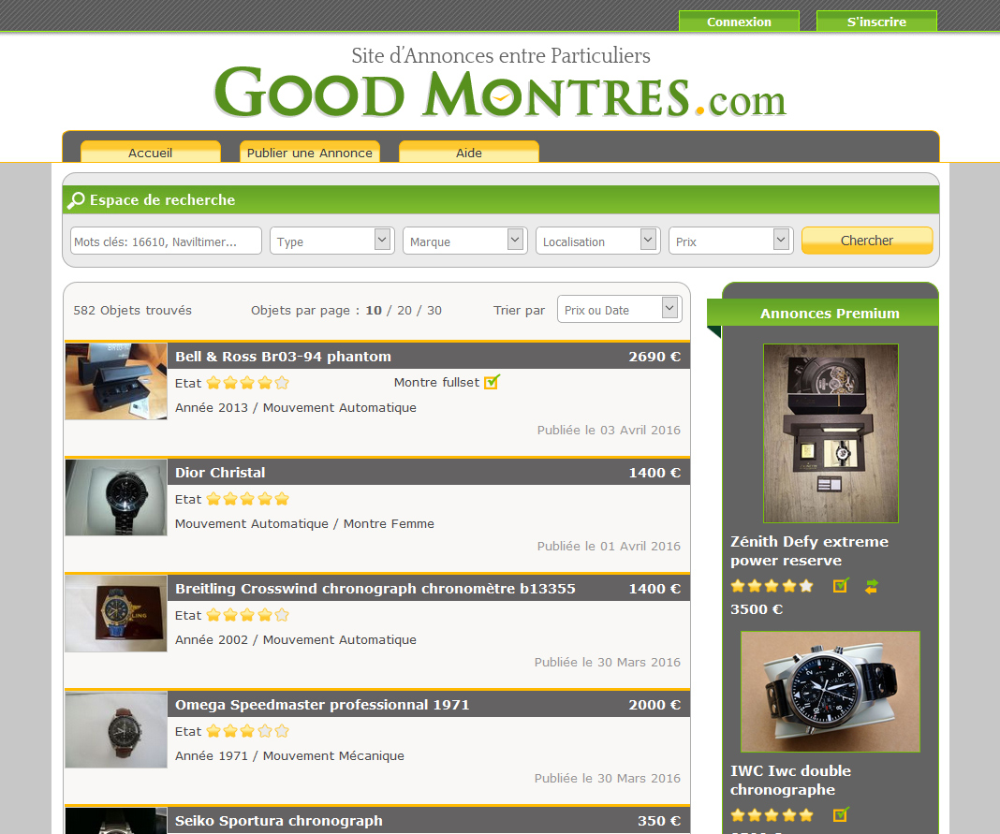 Connexion
S'inscrire
Site d'Annonces entre Particuliers
GOOD MONTRES.com
Accueil
Publier une Annonce
Aide
Espace de recherche
Mots clés: 16610, Naviltimer...
Type
Marque
Localisation
Prix
Chercher
582 Objets trouvés
Objets par page : 10 / 20 / 30
Trier par
Prix ou Date
Bell & Ross Br03-94 phantom 2690 €
Etat Montre fullset
Année 2013 / Mouvement Automatique
Publiée le 03 Avril 2016
Dior Christal 1400 €
Etat
Mouvement Automatique / Montre Femme
Publiée le 01 Avril 2016
Breitling Crosswind chronograph chronomètre b13355 1400 €
Etat
Année 2002 / Mouvement Automatique
Publiée le 30 Mars 2016
Omega Speedmaster professionnal 1971 2000 €
Etat
Année 1971 / Mouvement Mécanique
Publiée le 30 Mars 2016
Seiko Sportura chronograph 350 €
Annonces Premium
Zénith Defy extreme
power reserve
3500 €
IWC Iwc double
chronographe